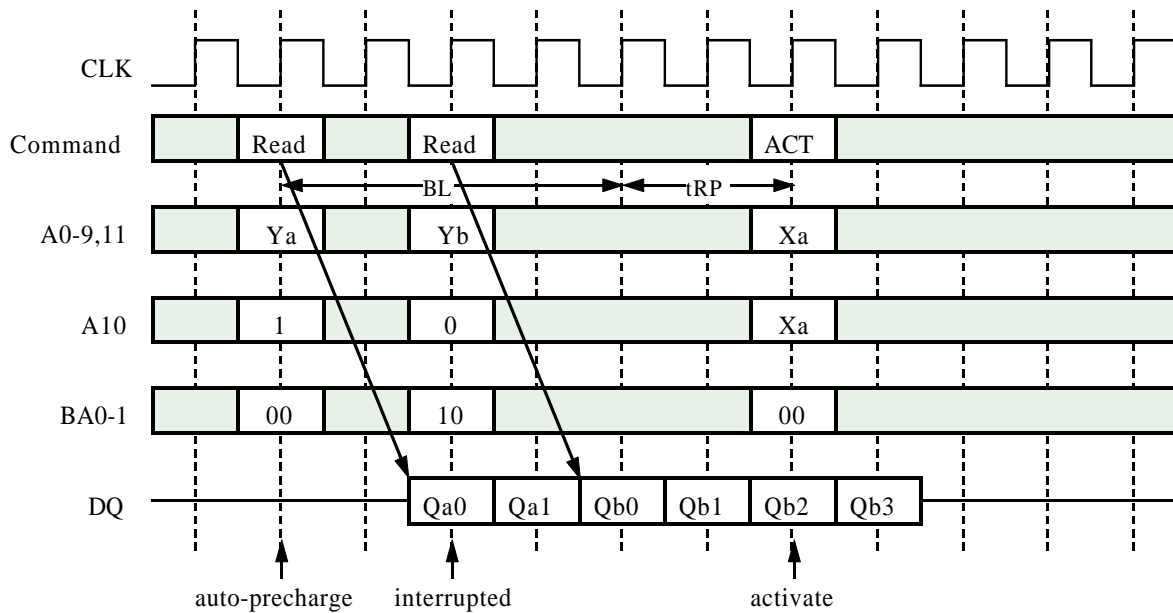 CLK
Command Read Read ACT
BL tRP
A0-9,11 Ya Yb Xa
A10 1 0 Xa
BA0-1 00 10 00
DQ Qa0 Qa1 Qb0 Qb1 Qb2 Qb3
auto-precharge interrupted activate